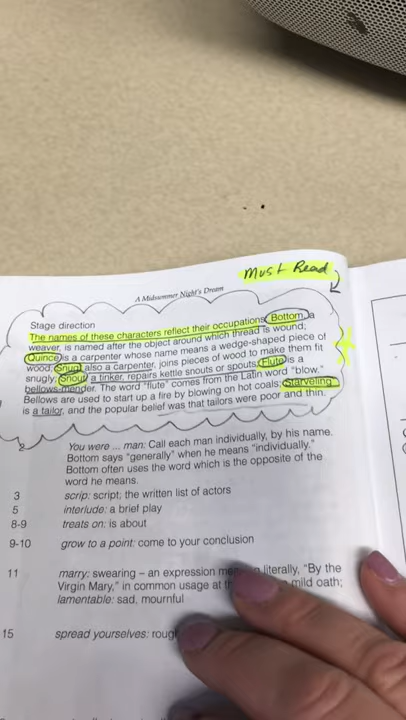 Must Read
A Midsummer Night's Dream
Stage direction
The names of these characters reflect their occupations. Bottom, a
weaver, is named after the object around which thread is wound;
Quince is a carpenter whose name means a wedge-shaped piece of
wood; Snug, also a carpenter, joins pieces of wood to make them fit
snugly; Snout, a tinker, repairs kettle snouts or spouts; Flute is a
bellows-mender. The word "flute" comes from the Latin word "blow."
Bellows are used to start up a fire by blowing on hot coals; Starveling
is a tailor, and the popular belief was that tailors were poor and thin.
2 You were ... man: Call each man individually, by his name.
Bottom says "generally" when he means "individually."
Bottom often uses the word which is the opposite of the
word he means.
3 scrip: script; the written list of actors
5 interlude: a brief play
8-9 treats on: is about
9-10 grow to a point: come to your conclusion
11 marry: swearing – an expression literally, "By the
Virgin Mary," in common usage at mild oath;
lamentable: sad, mournful
15 spread yourselves: